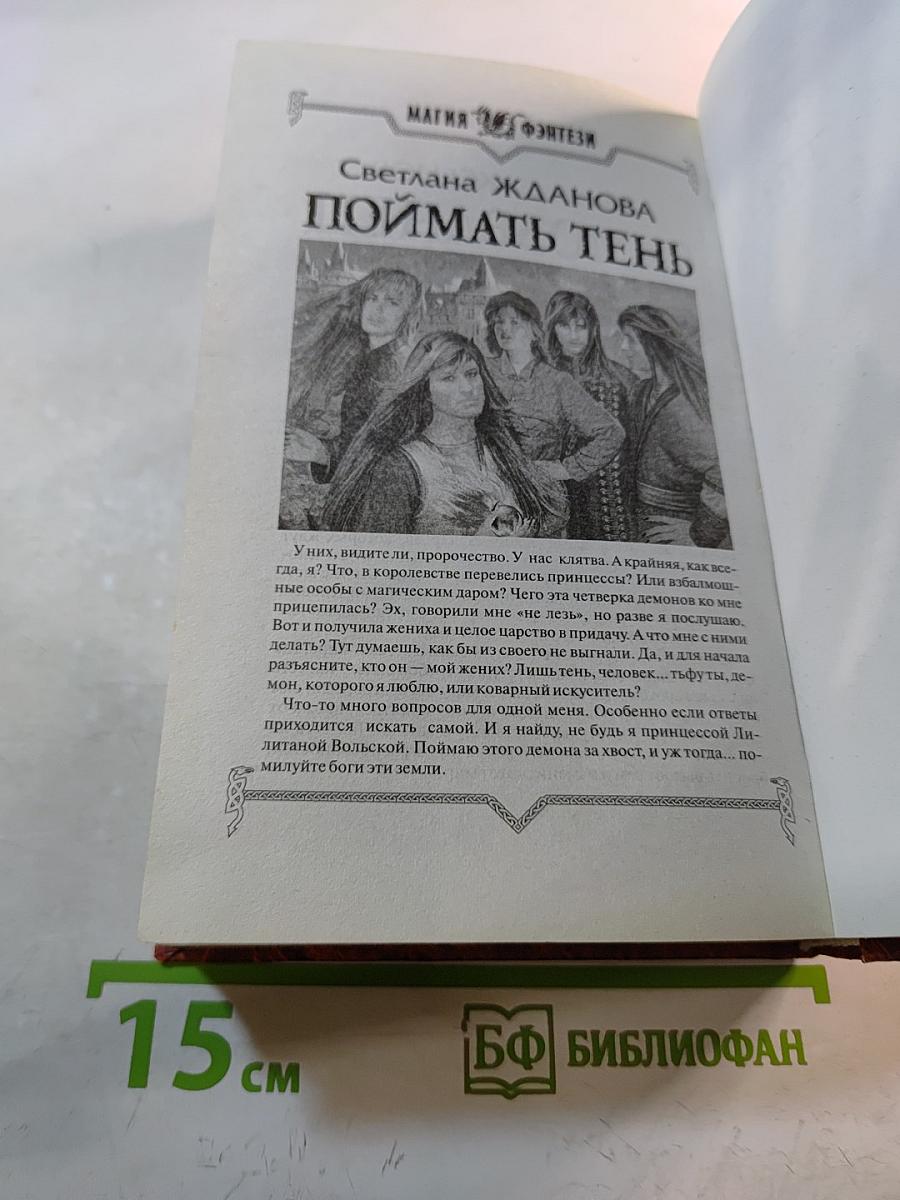 МАГИЯ ФЭНТЕЗИ
Светлана ЖДАНОВА
ПОЙМАТЬ ТЕНЬ
У них, видите ли, пророчество. У нас клятва. А крайняя, как все-
гда, я? Что, в королевстве перевелись принцессы? Или взбалмош-
ные особы с магическим даром? Чего эта четверка демонов ко мне
прицепилась? Эх, говорили мне «не лезь», но разве я послушаю.
Вот и получила жениха и целое царство в придачу. А что мне с ними
делать? Тут думаешь, как бы из своего не выгнали. Да, и для начала
разъясните, кто он — мой жених? Лишь тень, человек... тьфу ты, де-
мон, которого я люблю, или коварный искуситель?
Что-то много вопросов для одной меня. Особенно если ответы
приходится искать самой. И я найду, не будь я принцессой Ли-
литаной Вольской. Поймаю этого демона за хвост, и уж тогда... по-
милуйте боги эти земли.
15 см
БФ БИБЛИОФАН